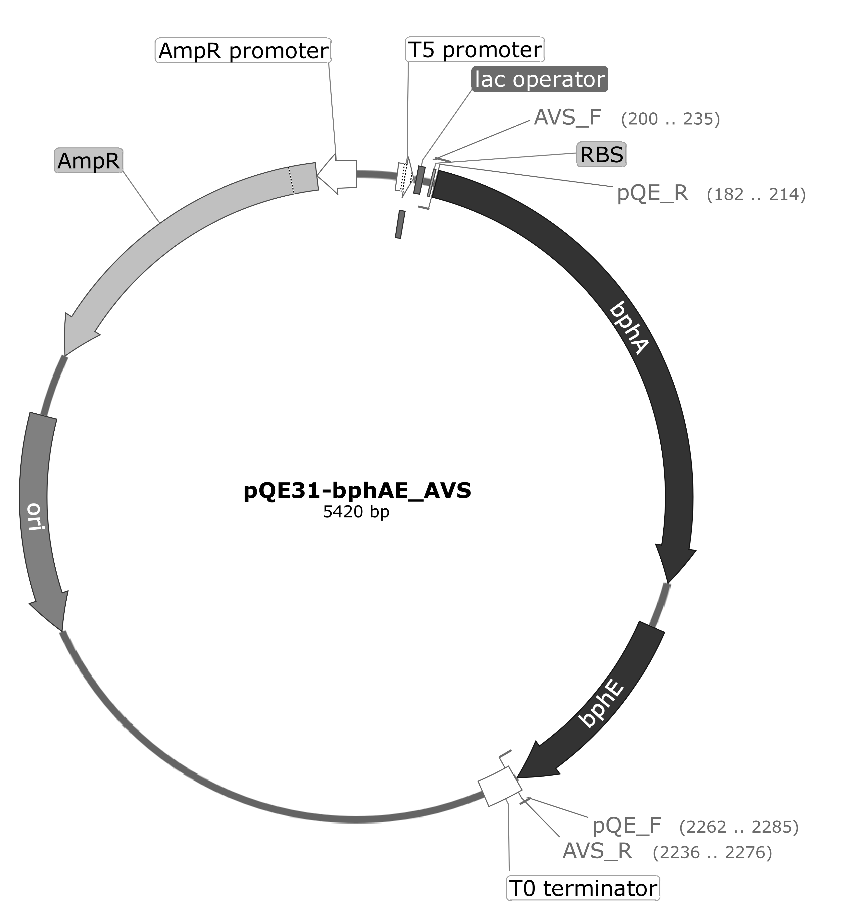 AmpR promoter
T5 promoter
lac operator
AVS_F (200 .. 235)
RBS
AmpR
pQE_R (182 .. 214)
bphA
pQE31-bphAE_AVS
5420 bp
ori
bphE
pQE_F (2262 .. 2285)
AVS_R (2236 .. 2276)
T0 terminator